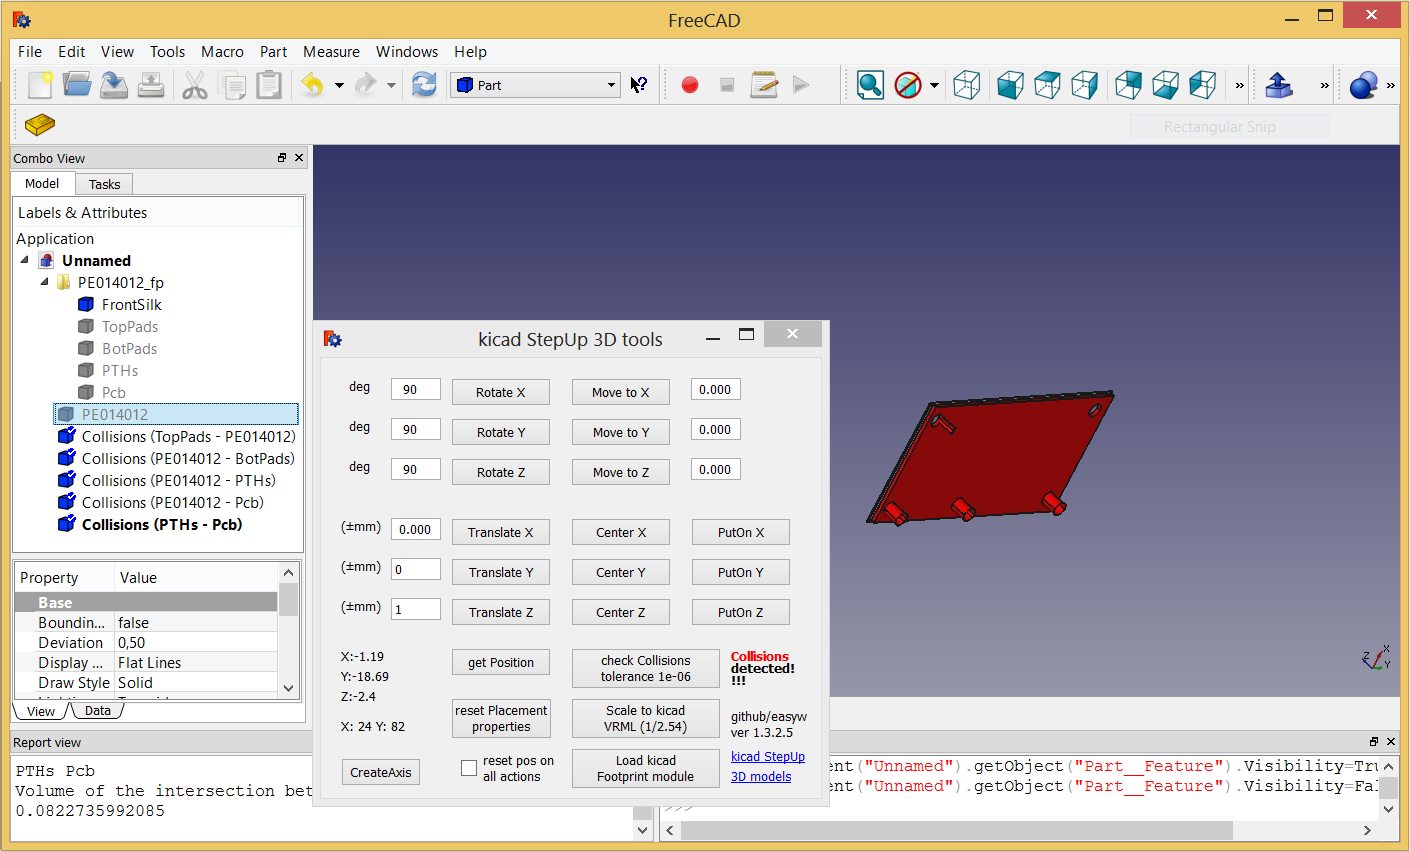 FreeCAD
File Edit View Tools Macro Part Measure Windows Help
Part
Rectangular Snip
Combo View
Model Tasks
Labels & Attributes
Application
Unnamed
PE014012_fp
FrontSilk
TopPads
BotPads
PTHs
Pcb
PE014012
Collisions (TopPads - PE014012)
Collisions (PE014012 - BotPads)
Collisions (PE014012 - PTHs)
Collisions (PE014012 - Pcb)
Collisions (PTHs - Pcb)
Property Value
Base
Boundin... false
Deviation 0,50
Display ... Flat Lines
Draw Style Solid
View Data
kicad StepUp 3D tools
deg 90 Rotate X Move to X 0.000
deg 90 Rotate Y Move to Y 0.000
deg 90 Rotate Z Move to Z 0.000
(±mm) 0.000 Translate X Center X PutOn X
(±mm) 0 Translate Y Center Y PutOn Y
(±mm) 1 Translate Z Center Z PutOn Z
X:-1.19
Y:-18.69
Z:-2.4
X: 24 Y: 82
get Position
check Collisions
tolerance 1e-06
Collisions
detected!
!!!
reset Placement
properties
Scale to kicad
VRML (1/2.54)
github/easyw
ver 1.3.2.5
CreateAxis
reset pos on
all actions
Load kicad
Footprint module
kicad StepUp
3D models
Z X Y
Report view
PTHs Pcb
Volume of the intersection bet
0.0822735992085
ent("Unnamed").getObject("Part__Feature").Visibility=Tru
ent("Unnamed").getObject("Part__Feature").Visibility=Fal
>>>